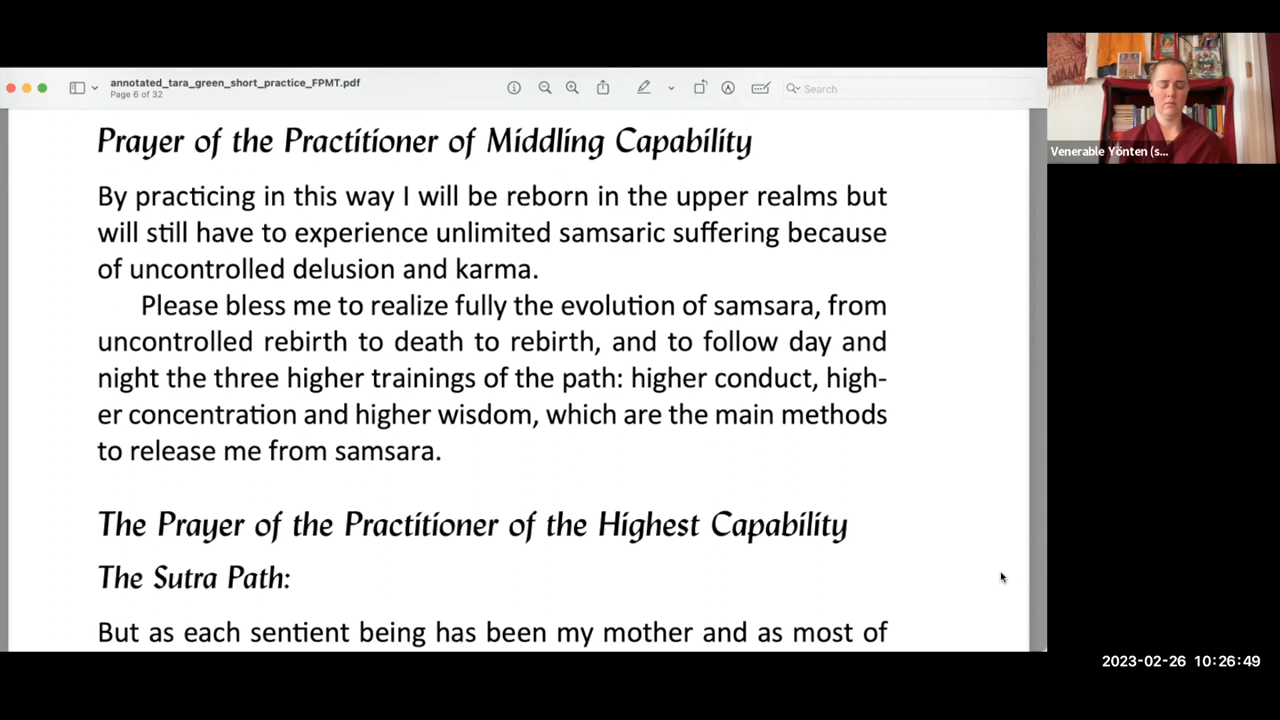 annotated_tara_green_short_practice_FPMT.pdf
Page 6 of 32
Search
Prayer of the Practitioner of Middling Capability
By practicing in this way I will be reborn in the upper realms but
will still have to experience unlimited samsaric suffering because
of uncontrolled delusion and karma.
Please bless me to realize fully the evolution of samsara, from
uncontrolled rebirth to death to rebirth, and to follow day and
night the three higher trainings of the path: higher conduct, high-
er concentration and higher wisdom, which are the main methods
to release me from samsara.
The Prayer of the Practitioner of the Highest Capability
The Sutra Path:
But as each sentient being has been my mother and as most of
Venerable Yönten (s...
2023-02-26 10:26:49